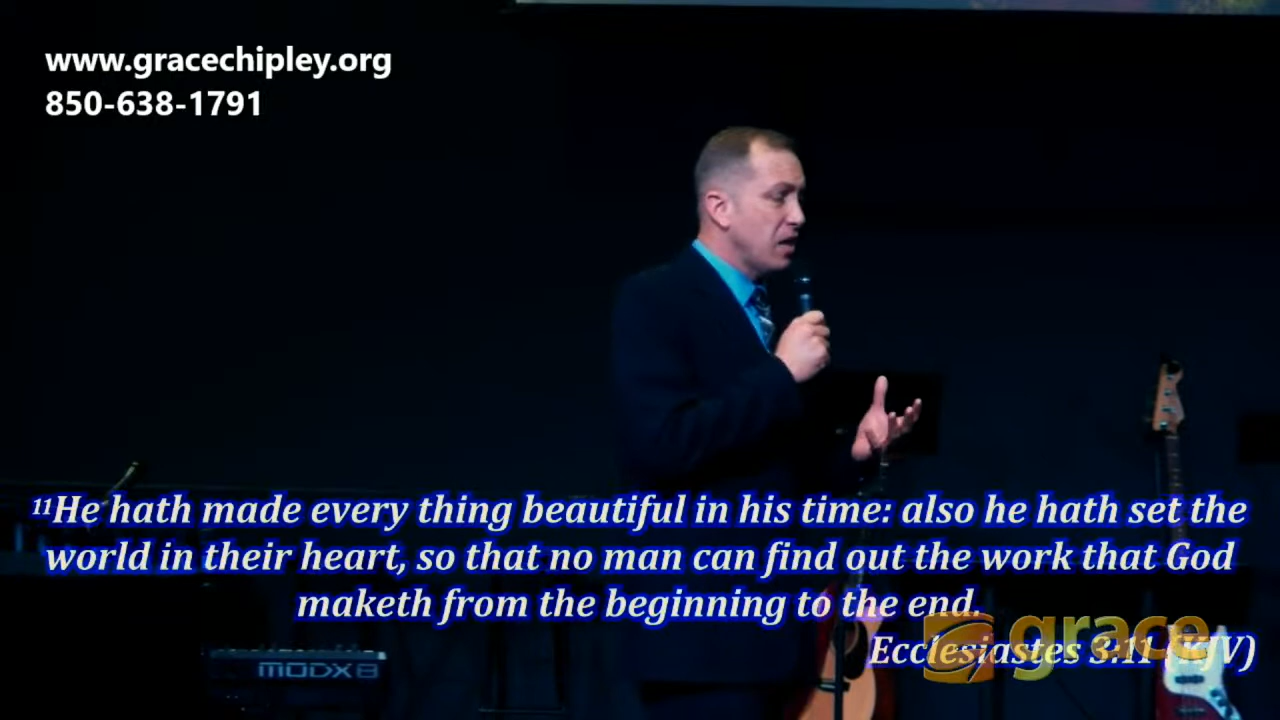 www.gracechipley.org
850-638-1791
¹¹He hath made every thing beautiful in his time: also he hath set the
world in their heart, so that no man can find out the work that God
maketh from the beginning to the end.
grace
Ecclesiastes 3:11 (KJV)
MODX8